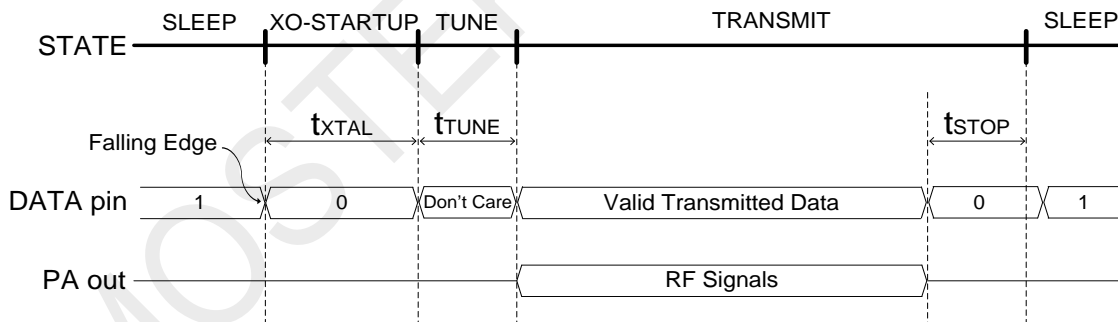 SLEEP XO-STARTUP TUNE TRANSMIT SLEEP
STATE
tXTAL tTUNE tSTOP
Falling Edge
DATA pin 1 0 Don't Care Valid Transmitted Data 0 1
PA out RF Signals